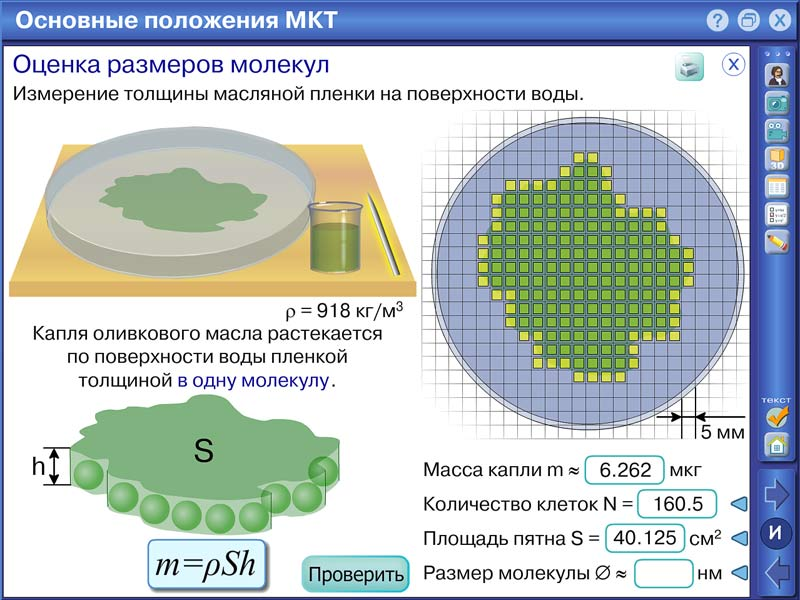 Основные положения МКТ
? X
Оценка размеров молекул
X
Измерение толщины масляной пленки на поверхности воды.
3D
ρ = 918 кг/м³
Капля оливкового масла растекается
по поверхности воды пленкой
толщиной в одну молекулу.
текст
5 мм
S
h
Масса капли m ≈ 6.262 мкг
Количество клеток N = 160.5
Площадь пятна S = 40.125 см²
И
m=ρSh
Проверить
Размер молекулы ∅ ≈ нм